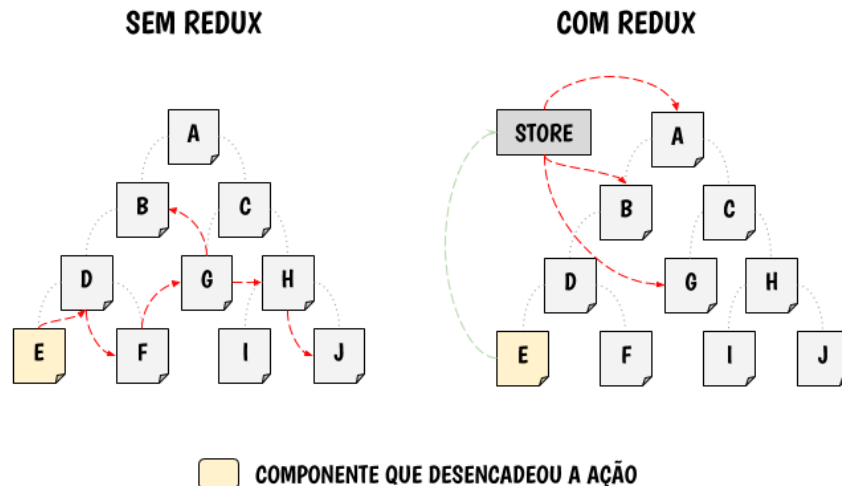 SEM REDUX
COM REDUX
A
B
C
D
G
H
E
F
I
J
STORE
A
B
C
D
G
H
E
F
I
J
COMPONENTE QUE DESENCADEOU A AÇÃO